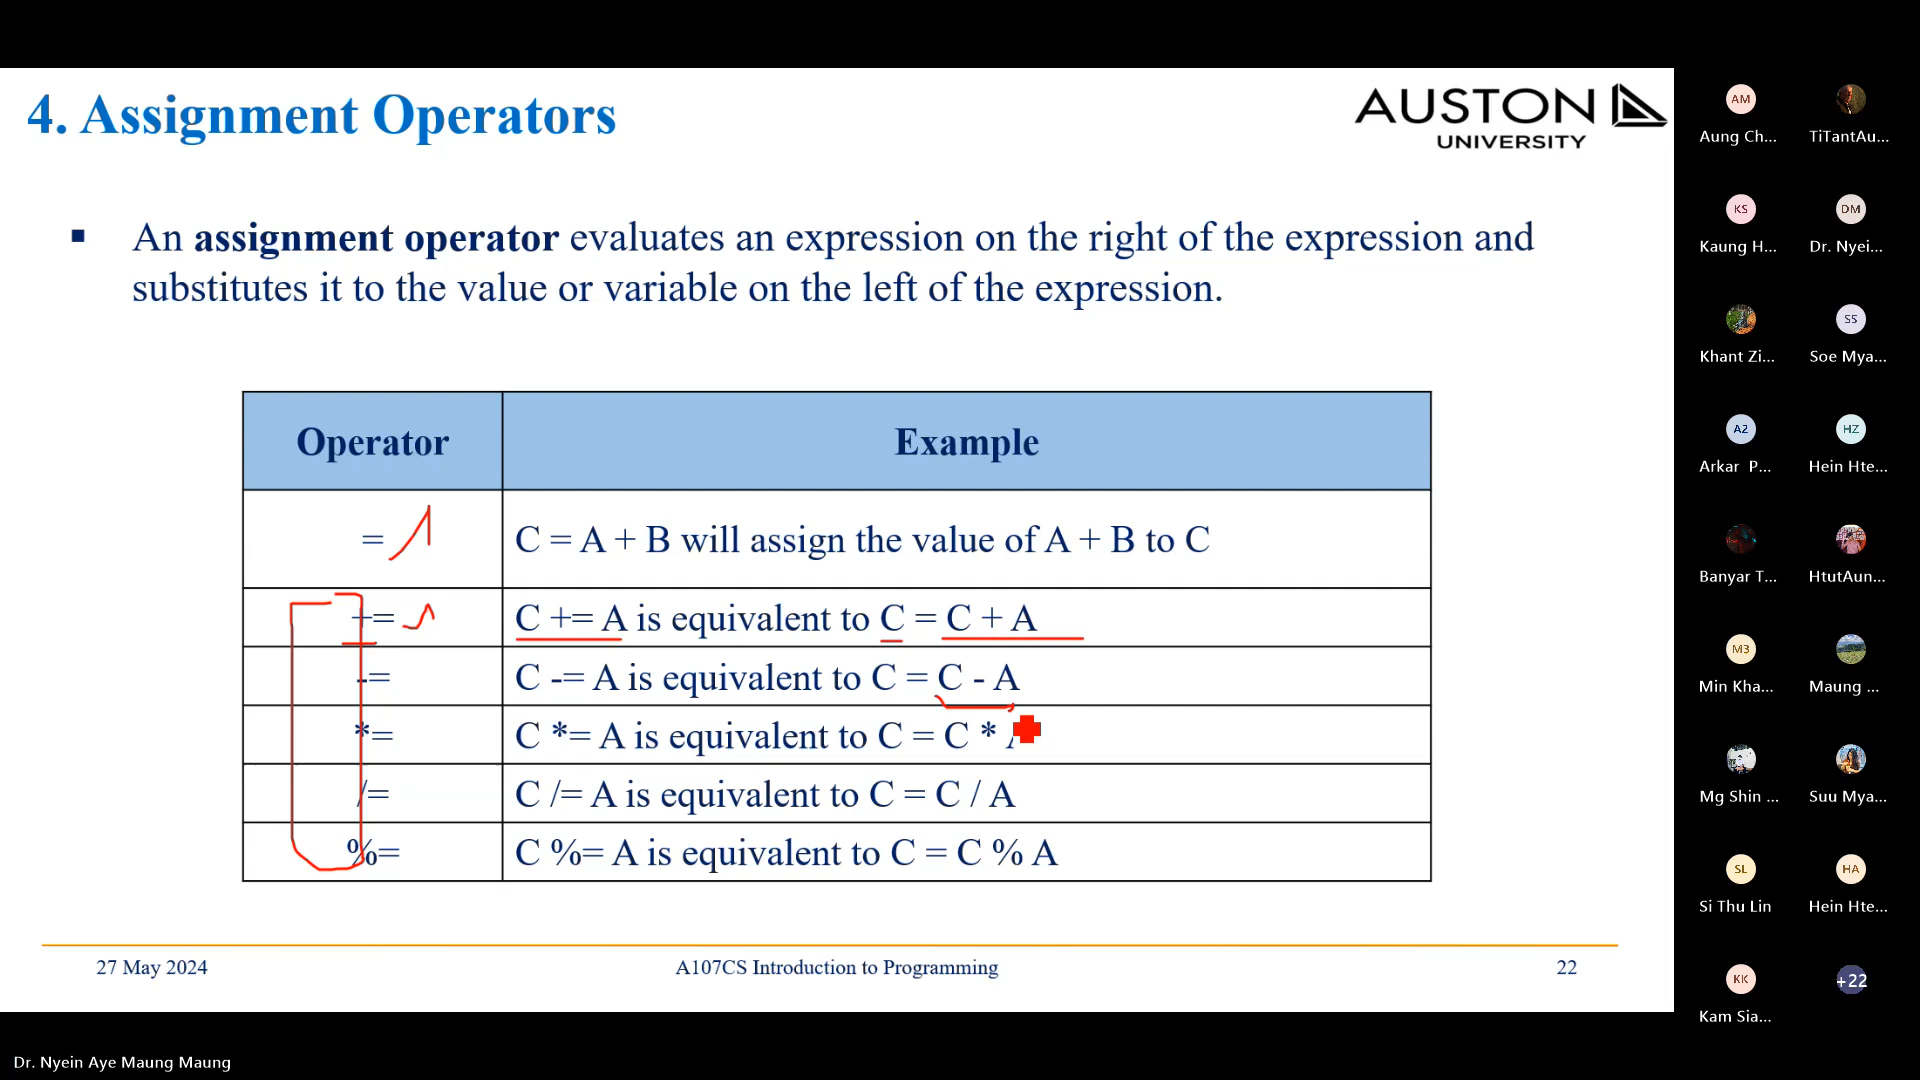 4. Assignment Operators
AUSTON
UNIVERSITY
▪ An assignment operator evaluates an expression on the right of the expression and
substitutes it to the value or variable on the left of the expression.
Operator Example
= C = A + B will assign the value of A + B to C
+= C += A is equivalent to C = C + A
-= C -= A is equivalent to C = C - A
*= C *= A is equivalent to C = C *
/= C /= A is equivalent to C = C / A
%= C %= A is equivalent to C = C % A
27 May 2024 A107CS Introduction to Programming 22
AM
Aung Ch... TiTantAu...
KS DM
Kaung H... Dr. Nyei...
SS
Khant Zi... Soe Mya...
A2 HZ
Arkar P... Hein Hte...
Banyar T... HtutAun...
M3
Min Kha... Maung ...
Mg Shin ... Suu Mya...
SL HA
Si Thu Lin Hein Hte...
KK +22
Kam Sia...
Dr. Nyein Aye Maung Maung